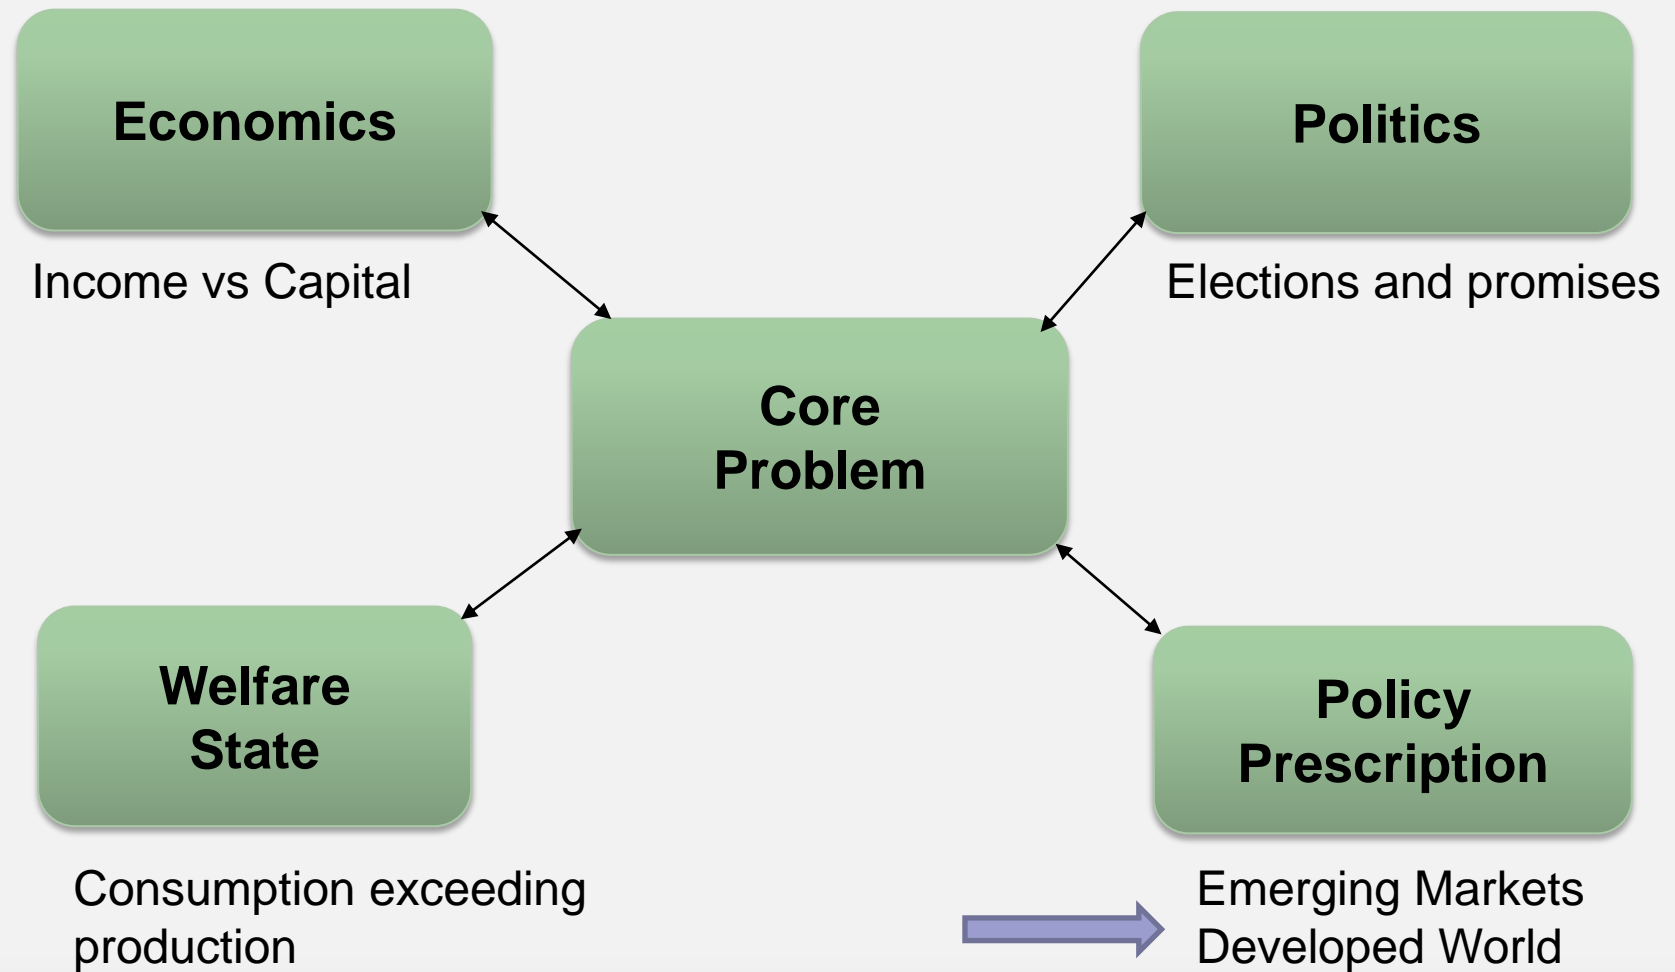 Economics
Politics
Income vs Capital
Elections and promises
Core
Problem
Welfare
State
Policy
Prescription
Consumption exceeding
production
Emerging Markets
Developed World